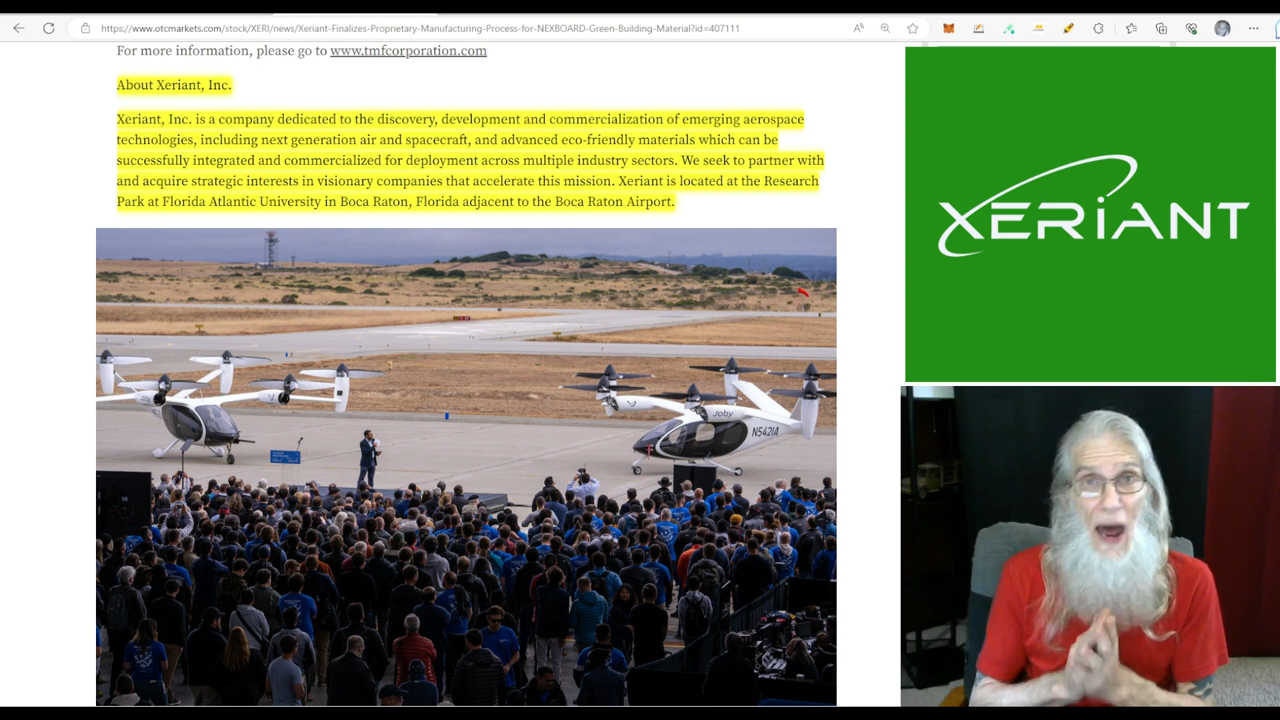 https://www.otcmarkets.com/stock/XERI/news/Xeriant-Finalizes-Proprietary-Manufacturing-Process-for-NEXBOARD-Green-Building-Material?id=407111
For more information, please go to www.tmfcorporation.com
About Xeriant, Inc.
Xeriant, Inc. is a company dedicated to the discovery, development and commercialization of emerging aerospace
technologies, including next generation air and spacecraft, and advanced eco-friendly materials which can be
successfully integrated and commercialized for deployment across multiple industry sectors. We seek to partner with
and acquire strategic interests in visionary companies that accelerate this mission. Xeriant is located at the Research
Park at Florida Atlantic University in Boca Raton, Florida adjacent to the Boca Raton Airport.
XERiANT
Joby
Joby
N542JA